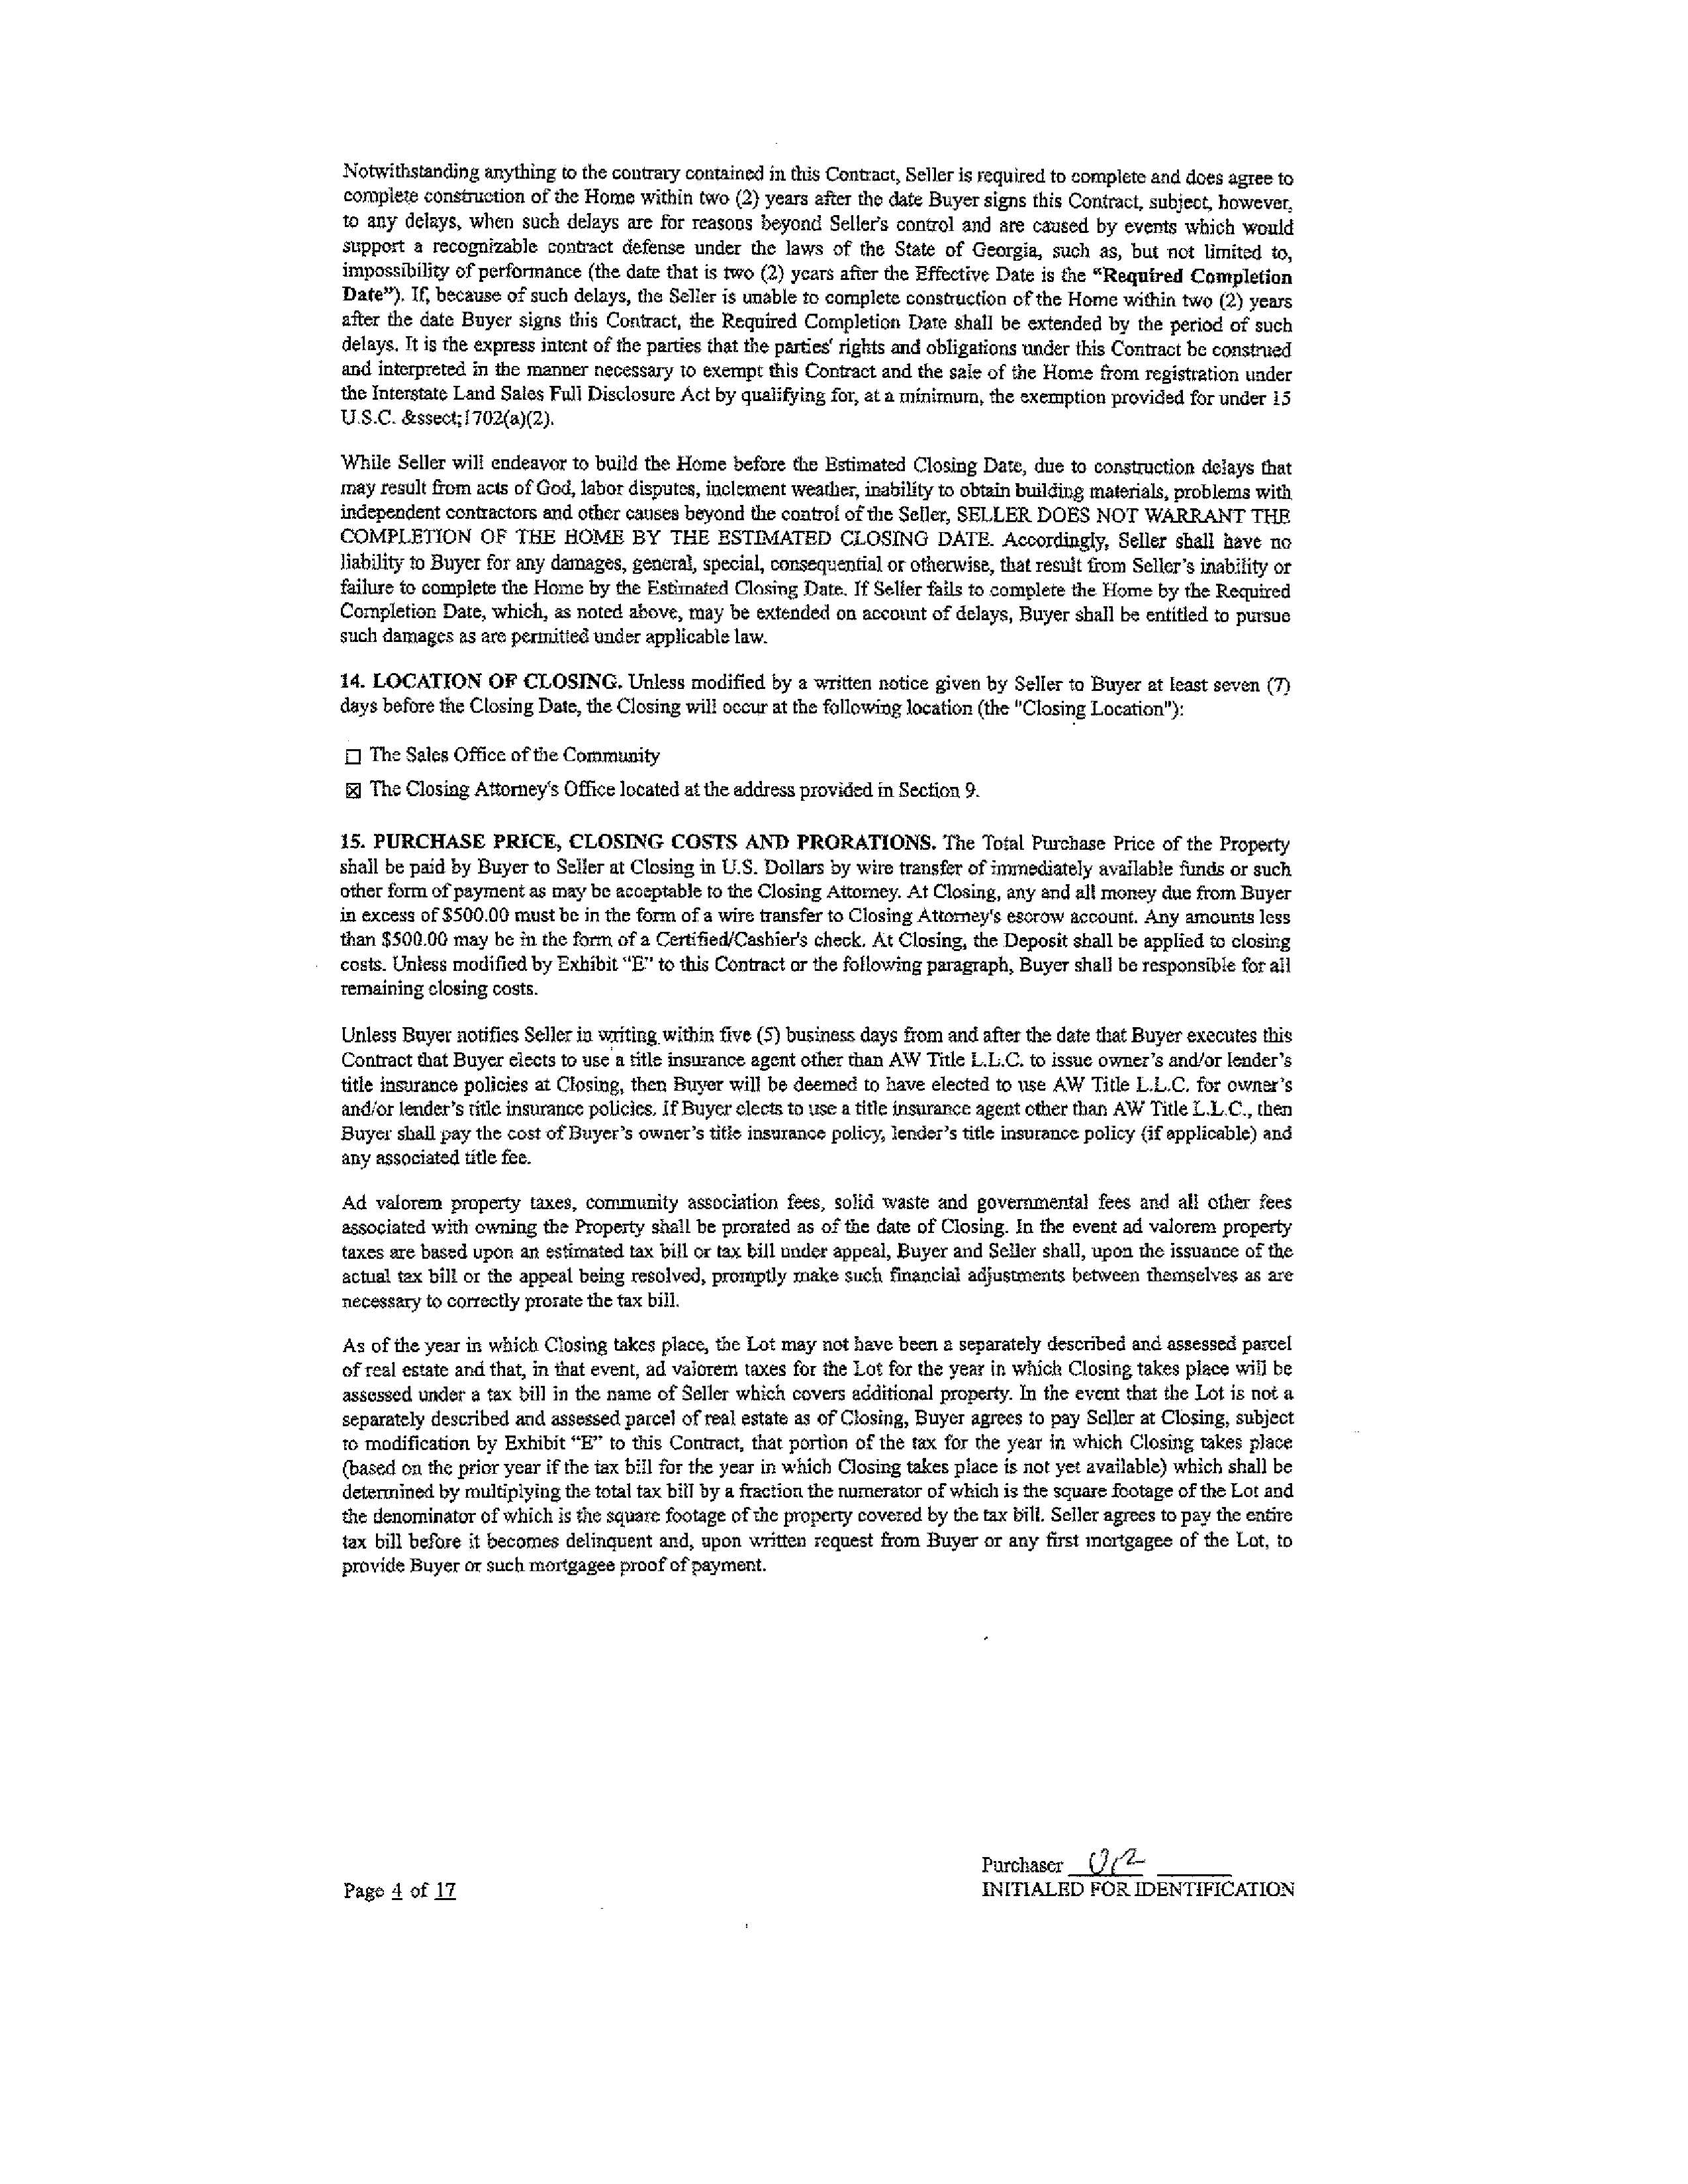 Notwithstanding anything to the contrary contained in this Contract, Seller is required to complete and does agree to
complete construction of the Home within two (2) years after the date Buyer signs this Contract, subject, however,
to any delays, when such delays are for reasons beyond Seller's control and are caused by events which would
support a recognizable contract defense under the laws of the State of Georgia, such as, but not limited to,
impossibility of performance (the date that is two (2) years after the Effective Date is the “Required Completion
Date”). If, because of such delays, the Seller is unable to complete construction of the Home within two (2) years
after the date Buyer signs this Contract, the Required Completion Date shall be extended by the period of such
delays. It is the express intent of the parties that the parties' rights and obligations under this Contract be construed
and interpreted in the manner necessary to exempt this Contract and the sale of the Home from registration under
the Interstate Land Sales Full Disclosure Act by qualifying for, at a minimum, the exemption provided for under 15
U.S.C. &ssect;1702(a)(2).
While Seller will endeavor to build the Home before the Estimated Closing Date, due to construction delays that
may result from acts of God, labor disputes, inclement weather, inability to obtain building materials, problems with
independent contractors and other causes beyond the control of the Seller, SELLER DOES NOT WARRANT THE
COMPLETION OF THE HOME BY THE ESTIMATED CLOSING DATE. Accordingly, Seller shall have no
liability to Buyer for any damages, general, special, consequential or otherwise, that result from Seller's inability or
failure to complete the Home by the Estimated Closing Date. If Seller fails to complete the Home by the Required
Completion Date, which, as noted above, may be extended on account of delays, Buyer shall be entitled to pursue
such damages as are permitted under applicable law.
14. LOCATION OF CLOSING. Unless modified by a written notice given by Seller to Buyer at least seven (7)
days before the Closing Date, the Closing will occur at the following location (the "Closing Location"):
☐ The Sales Office of the Community
☒ The Closing Attorney's Office located at the address provided in Section 9.
15. PURCHASE PRICE, CLOSING COSTS AND PRORATIONS. The Total Purchase Price of the Property
shall be paid by Buyer to Seller at Closing in U.S. Dollars by wire transfer of immediately available funds or such
other form of payment as may be acceptable to the Closing Attorney. At Closing, any and all money due from Buyer
in excess of $500.00 must be in the form of a wire transfer to Closing Attorney's escrow account. Any amounts less
than $500.00 may be in the form of a Certified/Cashier's check. At Closing, the Deposit shall be applied to closing
costs. Unless modified by Exhibit “E” to this Contract or the following paragraph, Buyer shall be responsible for all
remaining closing costs.
Unless Buyer notifies Seller in writing within five (5) business days from and after the date that Buyer executes this
Contract that Buyer elects to use a title insurance agent other than AW Title L.L.C. to issue owner's and/or lender's
title insurance policies at Closing, then Buyer will be deemed to have elected to use AW Title L.L.C. for owner's
and/or lender's title insurance policies. If Buyer elects to use a title insurance agent other than AW Title L.L.C., then
Buyer shall pay the cost of Buyer's owner's title insurance policy, lender's title insurance policy (if applicable) and
any associated title fee.
Ad valorem property taxes, community association fees, solid waste and governmental fees and all other fees
associated with owning the Property shall be prorated as of the date of Closing. In the event ad valorem property
taxes are based upon an estimated tax bill or tax bill under appeal, Buyer and Seller shall, upon the issuance of the
actual tax bill or the appeal being resolved, promptly make such financial adjustments between themselves as are
necessary to correctly prorate the tax bill.
As of the year in which Closing takes place, the Lot may not have been a separately described and assessed parcel
of real estate and that, in that event, ad valorem taxes for the Lot for the year in which Closing takes place will be
assessed under a tax bill in the name of Seller which covers additional property. In the event that the Lot is not a
separately described and assessed parcel of real estate as of Closing, Buyer agrees to pay Seller at Closing, subject
to modification by Exhibit “E” to this Contract, that portion of the tax for the year in which Closing takes place
(based on the prior year if the tax bill for the year in which Closing takes place is not yet available) which shall be
determined by multiplying the total tax bill by a fraction the numerator of which is the square footage of the Lot and
the denominator of which is the square footage of the property covered by the tax bill. Seller agrees to pay the entire
tax bill before it becomes delinquent and, upon written request from Buyer or any first mortgagee of the Lot, to
provide Buyer or such mortgagee proof of payment.
Purchaser
Page 4 of 17
INITIALED FOR IDENTIFICATION